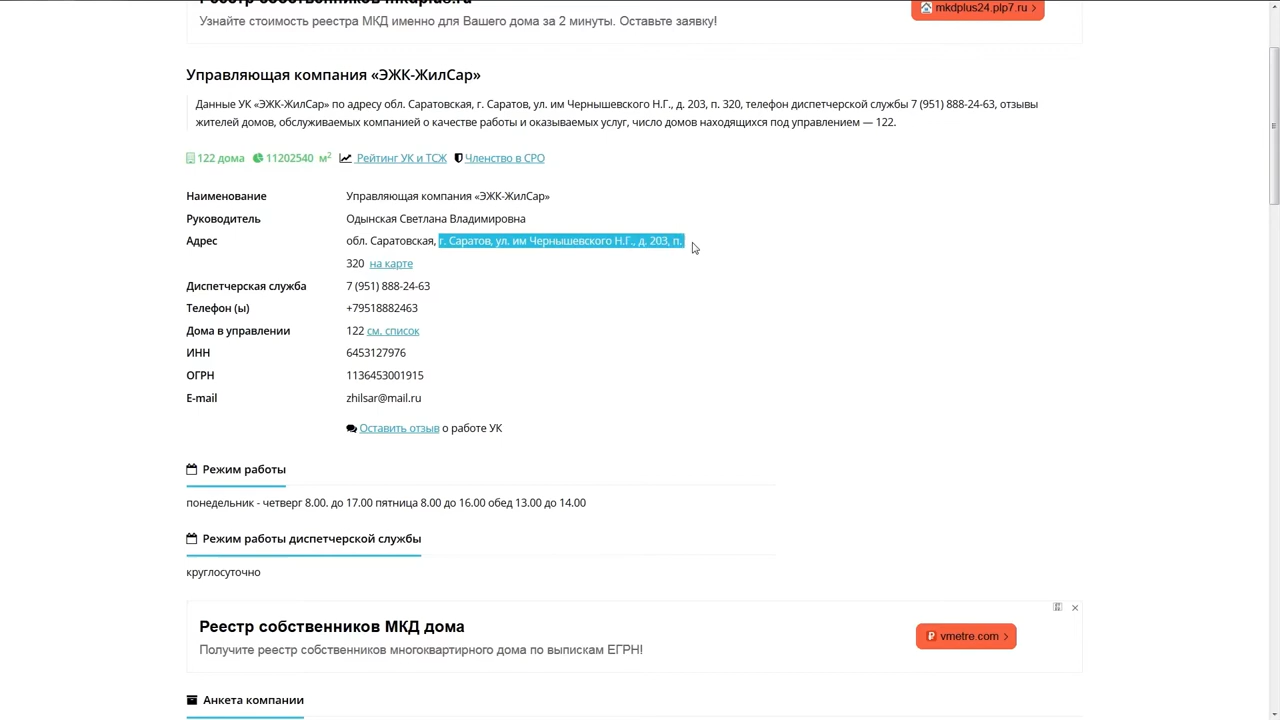 Узнайте стоимость реестра МКД именно для Вашего дома за 2 минуты. Оставьте заявку!
mkdplus24.plp7.ru
Управляющая компания «ЭЖК-ЖилСар»
Данные УК «ЭЖК-ЖилСар» по адресу обл. Саратовская, г. Саратов, ул. им Чернышевского Н.Г., д. 203, п. 320, телефон диспетчерской службы 7 (951) 888-24-63, отзывы
жителей домов, обслуживаемых компанией о качестве работы и оказываемых услуг, число домов находящихся под управлением — 122.
122 дома 11202540 м² Рейтинг УК и ТСЖ Членство в СРО
Наименование Управляющая компания «ЭЖК-ЖилСар»
Руководитель Одынская Светлана Владимировна
Адрес обл. Саратовская, г. Саратов, ул. им Чернышевского Н.Г., д. 203, п.
320 на карте
Диспетчерская служба 7 (951) 888-24-63
Телефон (ы) +79518882463
Дома в управлении 122 см. список
ИНН 6453127976
ОГРН 1136453001915
E-mail zhilsar@mail.ru
Оставить отзыв о работе УК
Режим работы
понедельник - четверг 8.00. до 17.00 пятница 8.00 до 16.00 обед 13.00 до 14.00
Режим работы диспетчерской службы
круглосуточно
Реестр собственников МКД дома
Получите реестр собственников многоквартирного дома по выпискам ЕГРН!
vmetre.com
Анкета компании